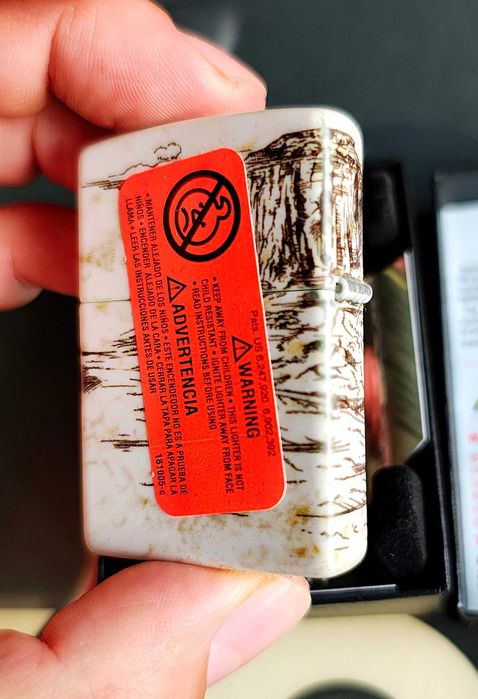 Patts. US 6,247,920 6,902,392
⚠ WARNING
• KEEP AWAY FROM CHILDREN • THIS LIGHTER IS NOT
CHILD RESISTANT • IGNITE LIGHTER AWAY FROM FACE
• READ INSTRUCTIONS BEFORE USING
⚠ ADVERTENCIA
• MANTENER ALEJADO DE LOS NIÑOS • ESTE ENCENDEDOR NO ES A PRUEBA DE
NIÑOS • ENCENDER ALEJADO DE LA CARA • CERRAR LA TAPA PARA APAGAR LA
LLAMA • LEER LAS INSTRUCCIONES ANTES DE USAR
181005-c